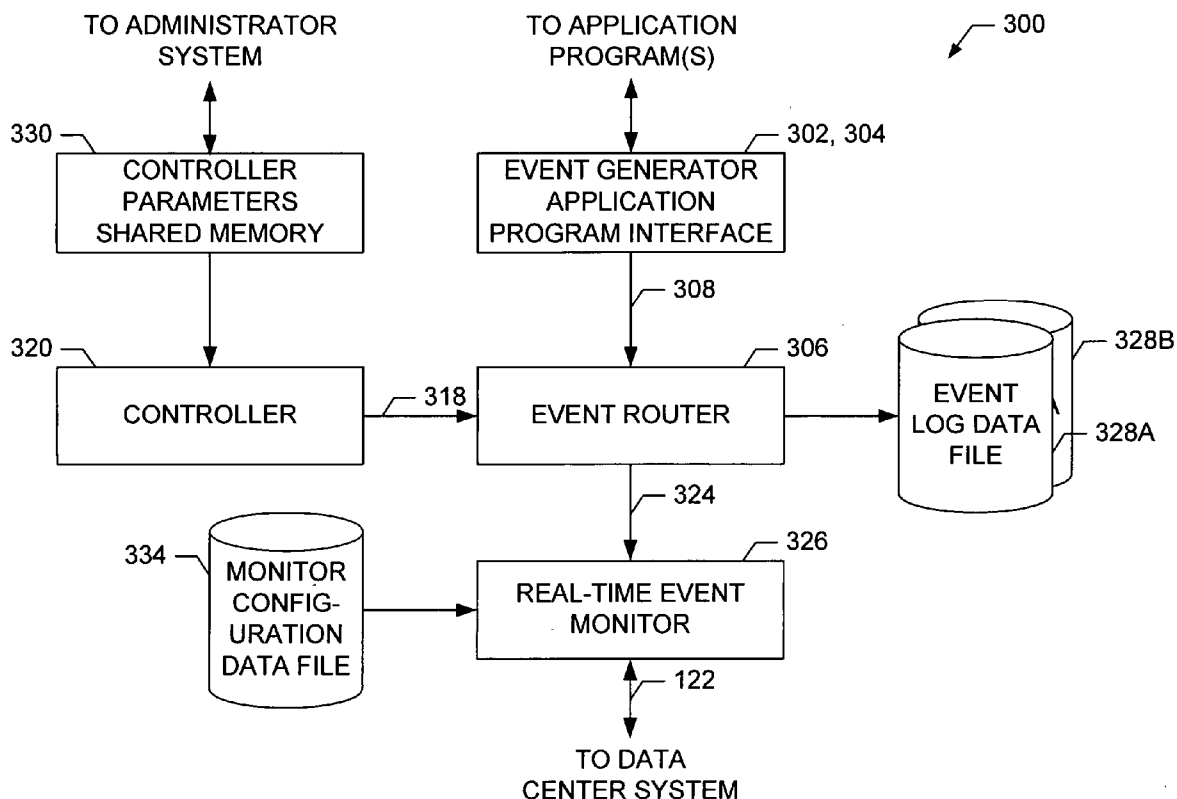 TO ADMINISTRATOR
SYSTEM
TO APPLICATION
PROGRAM(S)
300
330
CONTROLLER
PARAMETERS
SHARED MEMORY
302, 304
EVENT GENERATOR
APPLICATION
PROGRAM INTERFACE
308
320
CONTROLLER
318
306
EVENT ROUTER
328B
EVENT
LOG DATA
FILE
328A
324
334
MONITOR
CONFIG-
URATION
DATA FILE
326
REAL-TIME EVENT
MONITOR
122
TO DATA
CENTER SYSTEM